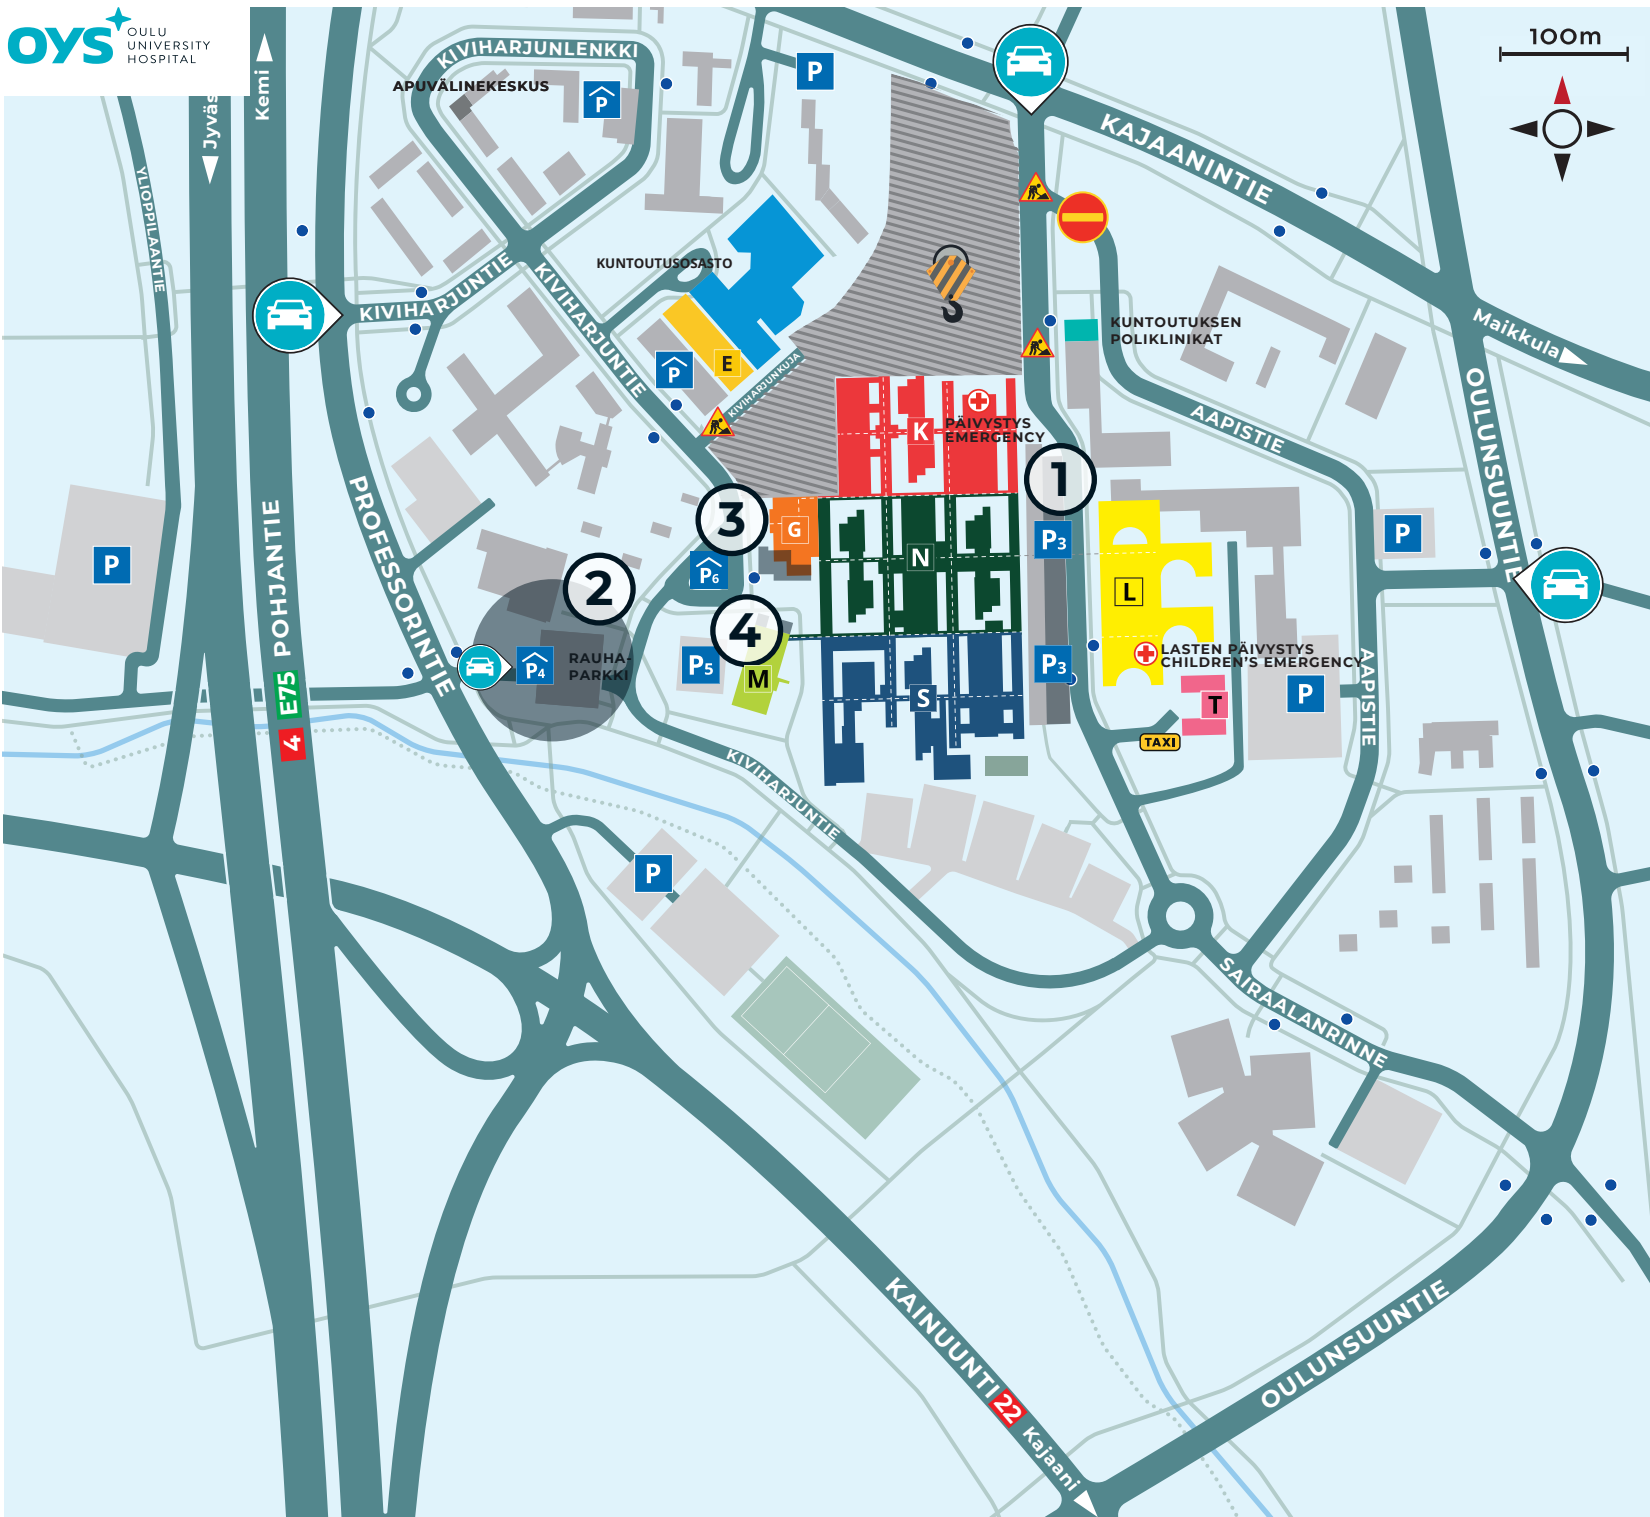 OYS
OULU
UNIVERSITY
HOSPITAL
Jyväs
Kemi
100m
KIVIHARJUNLENKKI
APUVÄLINEKESKUS
P
P
KAJAANINTIE
YLIOPPILAANTIE
KUNTOUTUSOSASTO
KIVIHARJUNTIE
KIVIHARJUNTIE
KUNTOUTUKSEN
POLIKLINIKAT
Maikkula
P
E
KIVIHARJUNKUJA
K
PÄIVYSTYS
EMERGENCY
AAPISTIE
OULUNSUUNTIE
1
PROFESSORINTIE
POHJANTIE
3
G
N
P3
P
P
P6
2
L
4
P4
RAUHA-
PARKKI
P5
M
S
P3
LASTEN PÄIVYSTYS
CHILDREN'S EMERGENCY
T
P
AAPISTIE
E75
4
TAXI
KIVIHARJUNTIE
P
SAIRAALANRINNE
KAINUUNTI
22
Kajaani
OULUNSUUNTIE